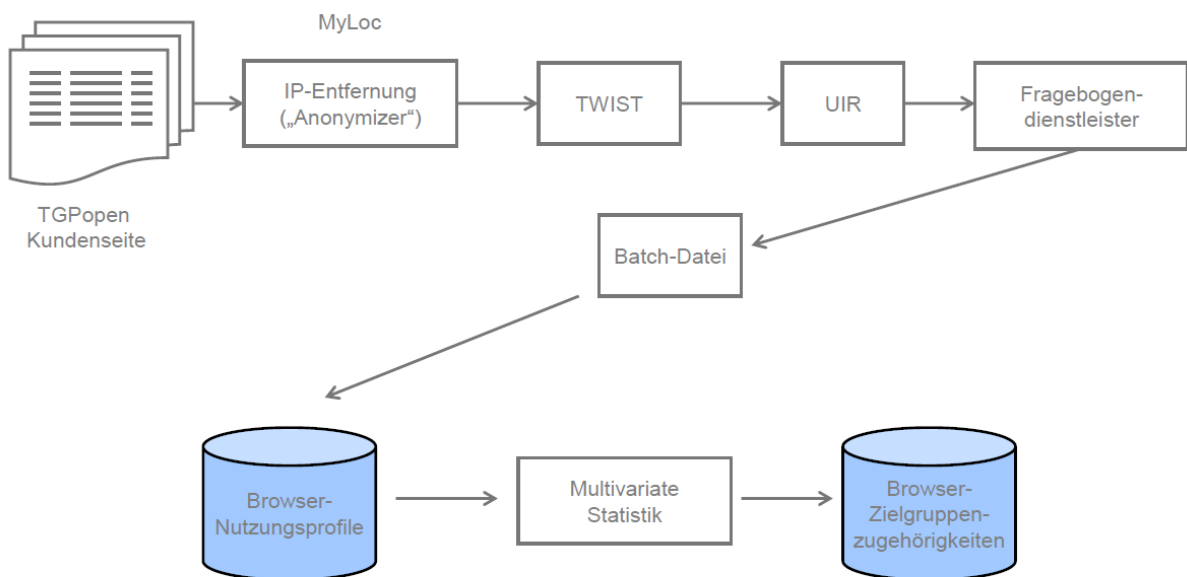 MyLoc
IP-Entfernung
(„Anonymizer“)
TWIST
UIR
Fragebogen-
dienstleister
TGPopen
Kundenseite
Batch-Datei
Browser-
Nutzungsprofile
Multivariate
Statistik
Browser-
Zielgruppen-
zugehörigkeiten